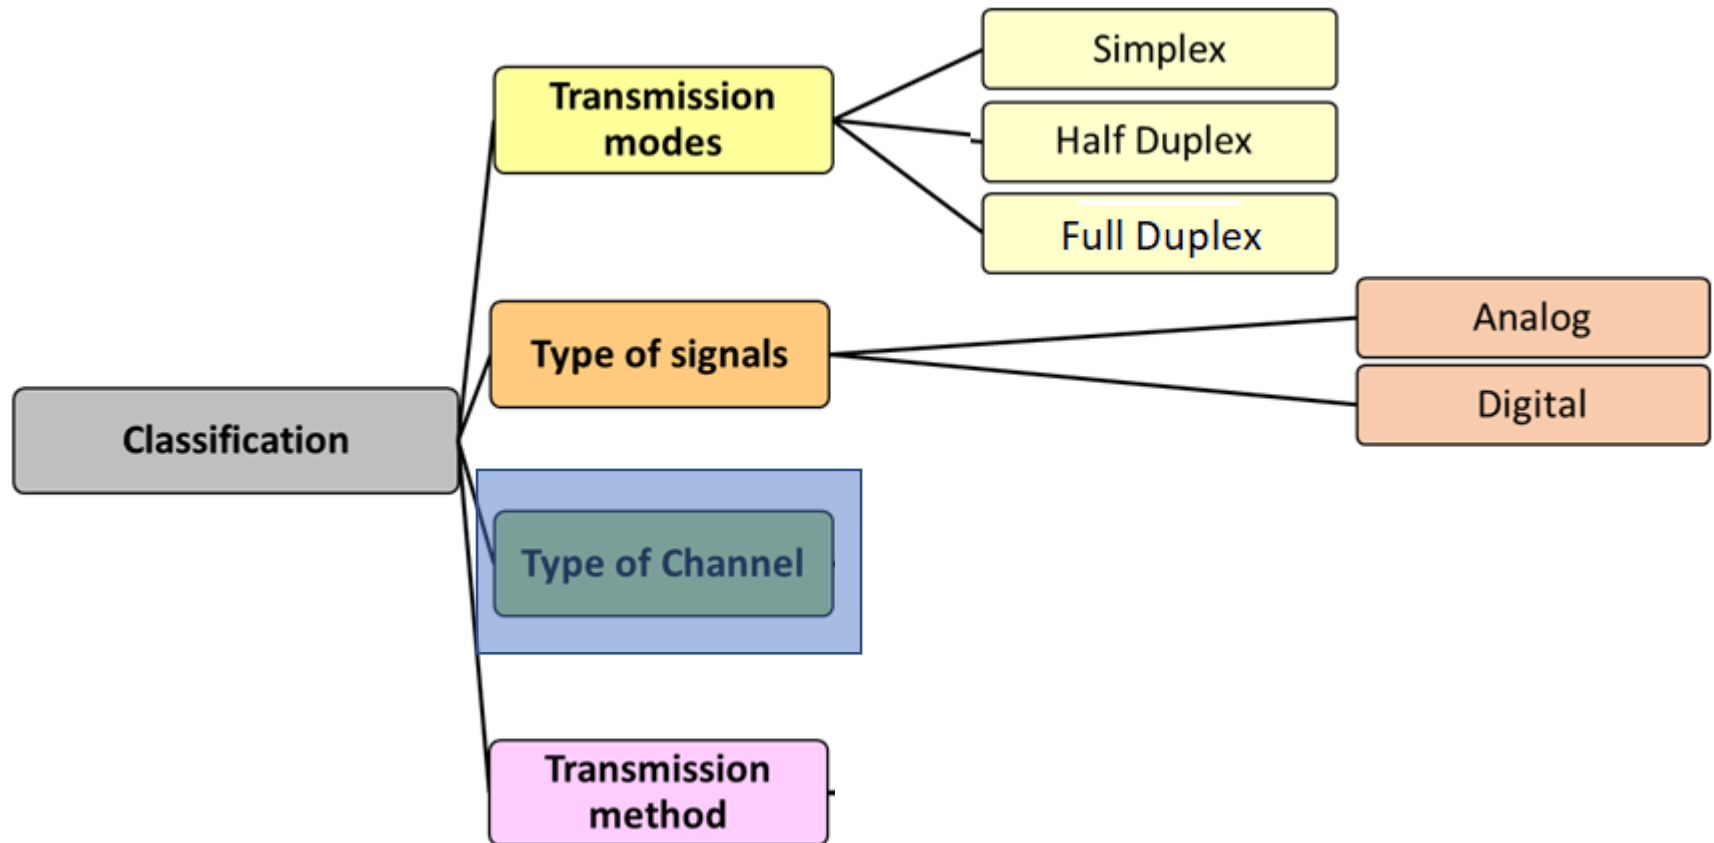 Classification
Transmission
modes
Simplex
Half Duplex
Full Duplex
Type of signals
Analog
Digital
Type of Channel
Transmission
method